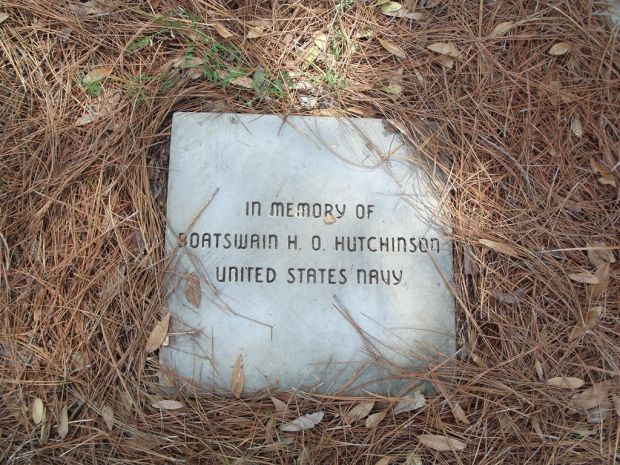 IN MEMORY OF
BOATSWAIN H. O. HUTCHINSON
UNITED STATES NAVY